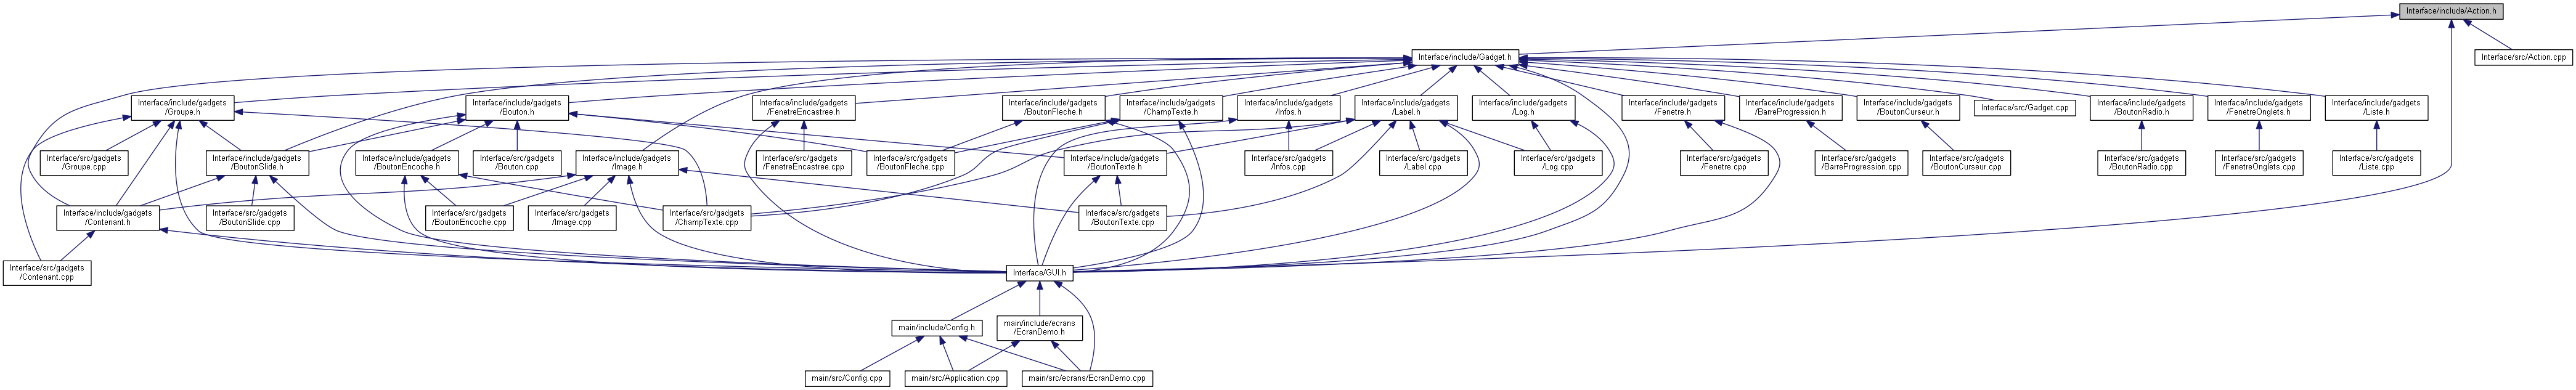 Interface/include/Action.h
Interface/include/Gadget.h
Interface/src/Action.cpp
Interface/include/gadgets
/Groupe.h
Interface/include/gadgets
/Bouton.h
Interface/include/gadgets
/FenetreEncastree.h
Interface/include/gadgets
/BoutonFleche.h
Interface/include/gadgets
/ChampTexte.h
Interface/include/gadgets
/Infos.h
Interface/include/gadgets
/Label.h
Interface/include/gadgets
/Log.h
Interface/include/gadgets
/Fenetre.h
Interface/include/gadgets
/BarreProgression.h
Interface/include/gadgets
/BoutonCurseur.h
Interface/src/Gadget.cpp
Interface/include/gadgets
/BoutonRadio.h
Interface/include/gadgets
/FenetreOnglets.h
Interface/include/gadgets
/Liste.h
Interface/src/gadgets
/Groupe.cpp
Interface/include/gadgets
/BoutonSlide.h
Interface/include/gadgets
/BoutonEncoche.h
Interface/src/gadgets
/Bouton.cpp
Interface/include/gadgets
/Image.h
Interface/src/gadgets
/FenetreEncastree.cpp
Interface/src/gadgets
/BoutonFleche.cpp
Interface/include/gadgets
/BoutonTexte.h
Interface/src/gadgets
/Infos.cpp
Interface/src/gadgets
/Label.cpp
Interface/src/gadgets
/Log.cpp
Interface/src/gadgets
/Fenetre.cpp
Interface/src/gadgets
/BarreProgression.cpp
Interface/src/gadgets
/BoutonCurseur.cpp
Interface/src/gadgets
/BoutonRadio.cpp
Interface/src/gadgets
/FenetreOnglets.cpp
Interface/src/gadgets
/Liste.cpp
Interface/include/gadgets
/Contenant.h
Interface/src/gadgets
/BoutonSlide.cpp
Interface/src/gadgets
/BoutonEncoche.cpp
Interface/src/gadgets
/Image.cpp
Interface/src/gadgets
/ChampTexte.cpp
Interface/src/gadgets
/BoutonTexte.cpp
Interface/src/gadgets
/Contenant.cpp
Interface/GUI.h
main/include/Config.h
main/include/ecrans
/EcranDemo.h
main/src/Config.cpp
main/src/Application.cpp
main/src/ecrans/EcranDemo.cpp